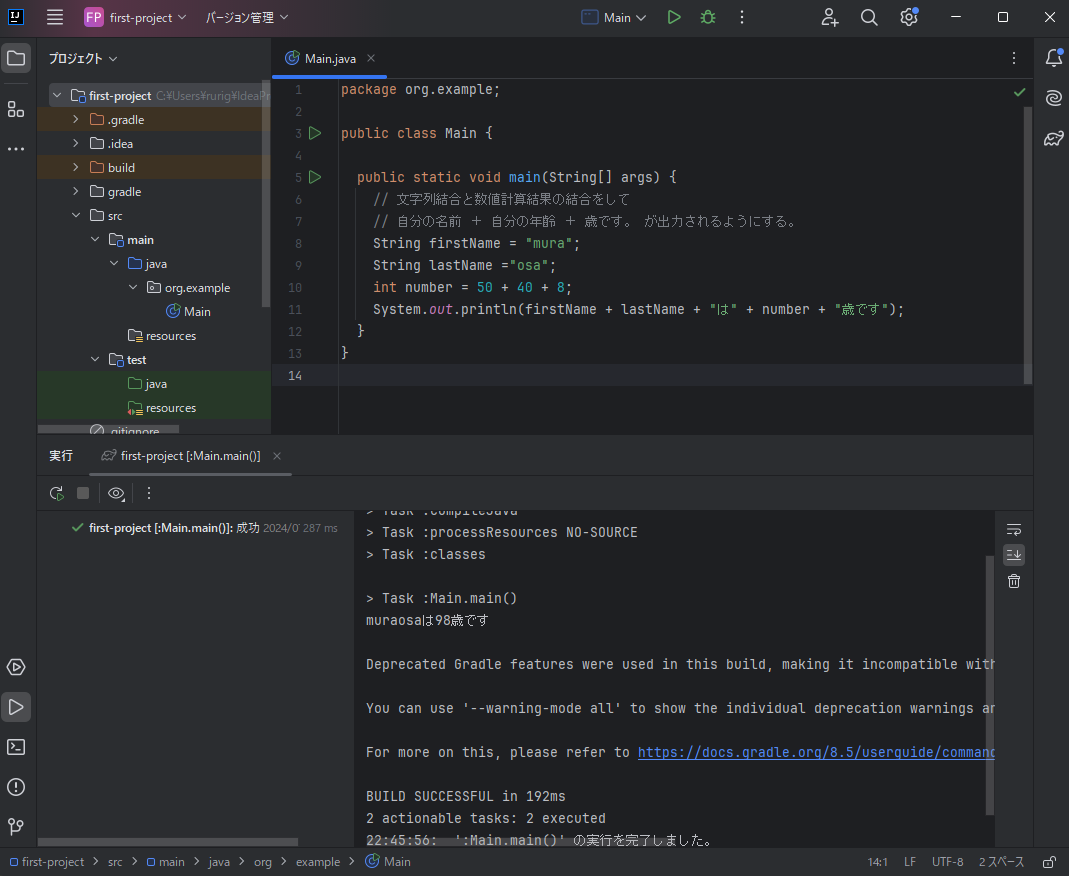 FP first-project バージョン管理 Main
プロジェクト
Main.java
first-project C:¥Users¥rurig¥IdeaPr
.gradle
.idea
build
gradle
src
main
java
org.example
Main
resources
test
java
resources
.gitignore
1 package org.example;
2
3 public class Main {
4
5 public static void main(String[] args) {
6 // 文字列結合と数値計算結果の結合をして
7 // 自分の名前 ＋ 自分の年齢 ＋ 歳です。 が出力されるようにする。
8 String firstName = "mura";
9 String lastName ="osa";
10 int number = 50 + 40 + 8;
11 System.out.println(firstName + lastName + "は" + number + "歳です");
12 }
13 }
14
実行 first-project [:Main.main()]
first-project [:Main.main()]: 成功 2024/0 287 ms
> Task :compileJava
> Task :processResources NO-SOURCE
> Task :classes
> Task :Main.main()
muraosaは98歳です
Deprecated Gradle features were used in this build, making it incompatible with
You can use '--warning-mode all' to show the individual deprecation warnings an
For more on this, please refer to https://docs.gradle.org/8.5/userguide/command
BUILD SUCCESSFUL in 192ms
2 actionable tasks: 2 executed
22:45:56: ':Main.main()' の実行を完了しました。
first-project > src > main > java > org > example > Main 14:1 LF UTF-8 2 スペース